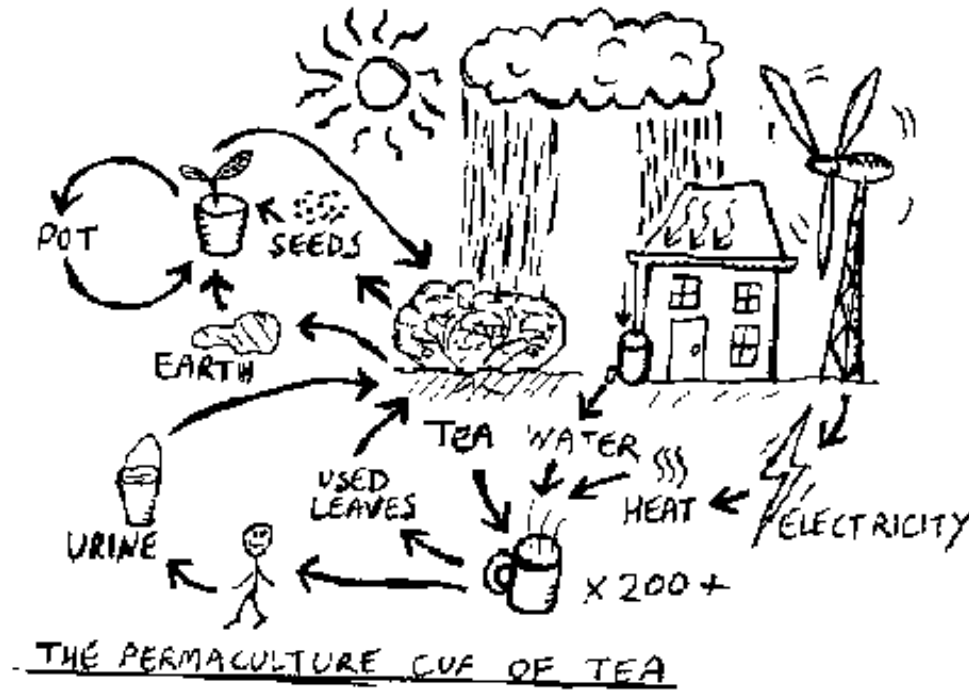 POT
SEEDS
EARTH
TEA
WATER
USED
LEAVES
HEAT
ELECTRICITY
URINE
x 200 +
THE PERMACULTURE CUP OF TEA